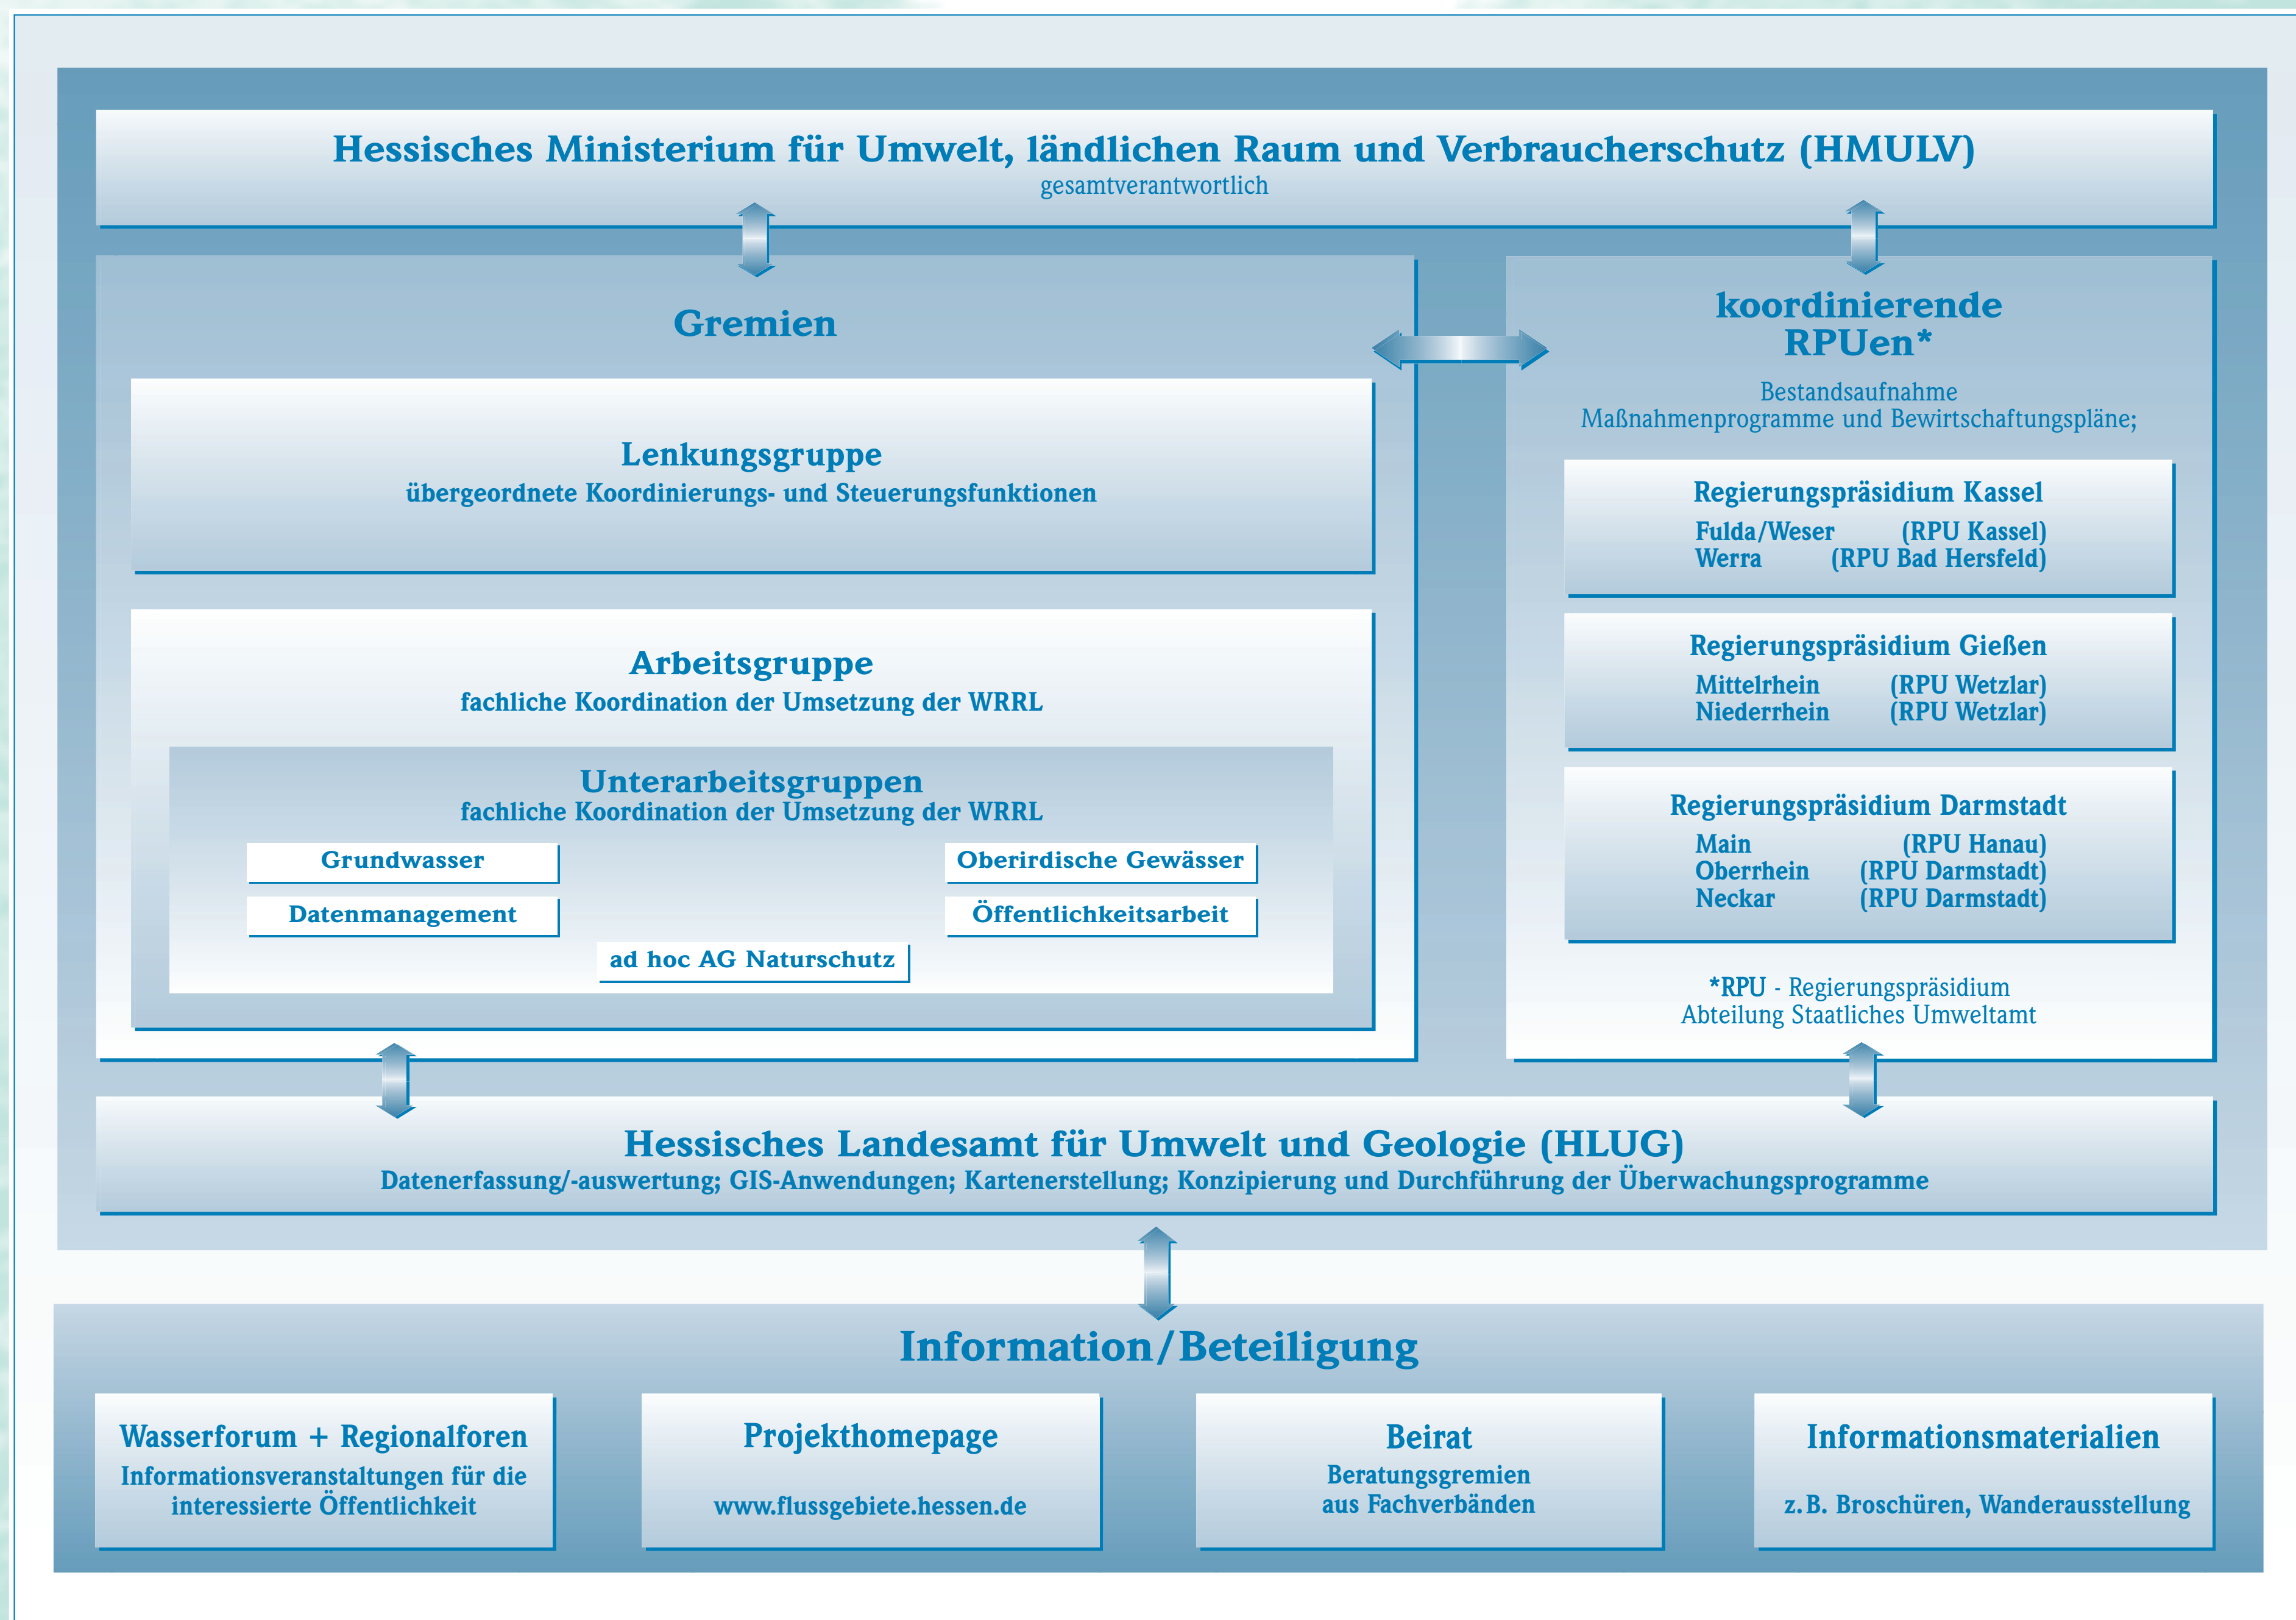 Hessisches Ministerium für Umwelt, ländlichen Raum und Verbraucherschutz (HMULV)
gesamtverantwortlich
Gremien
Lenkungsgruppe
übergeordnete Koordinierungs- und Steuerungsfunktionen
Arbeitsgruppe
fachliche Koordination der Umsetzung der WRRL
Unterarbeitsgruppen
fachliche Koordination der Umsetzung der WRRL
Grundwasser
Oberirdische Gewässer
Datenmanagement
Öffentlichkeitsarbeit
ad hoc AG Naturschutz
koordinierende
RPUen*
Bestandsaufnahme
Maßnahmenprogramme und Bewirtschaftungspläne;
Regierungspräsidium Kassel
Fulda/Weser (RPU Kassel)
Werra (RPU Bad Hersfeld)
Regierungspräsidium Gießen
Mittelrhein (RPU Wetzlar)
Niederrhein (RPU Wetzlar)
Regierungspräsidium Darmstadt
Main (RPU Hanau)
Oberrhein (RPU Darmstadt)
Neckar (RPU Darmstadt)
*RPU - Regierungspräsidium
Abteilung Staatliches Umweltamt
Hessisches Landesamt für Umwelt und Geologie (HLUG)
Datenerfassung/-auswertung; GIS-Anwendungen; Kartenerstellung; Konzipierung und Durchführung der Überwachungsprogramme
Information/Beteiligung
Wasserforum + Regionalforen
Informationsveranstaltungen für die
interessierte Öffentlichkeit
Projekthomepage
www.flussgebiete.hessen.de
Beirat
Beratungsgremien
aus Fachverbänden
Informationsmaterialien
z. B. Broschüren, Wanderausstellung